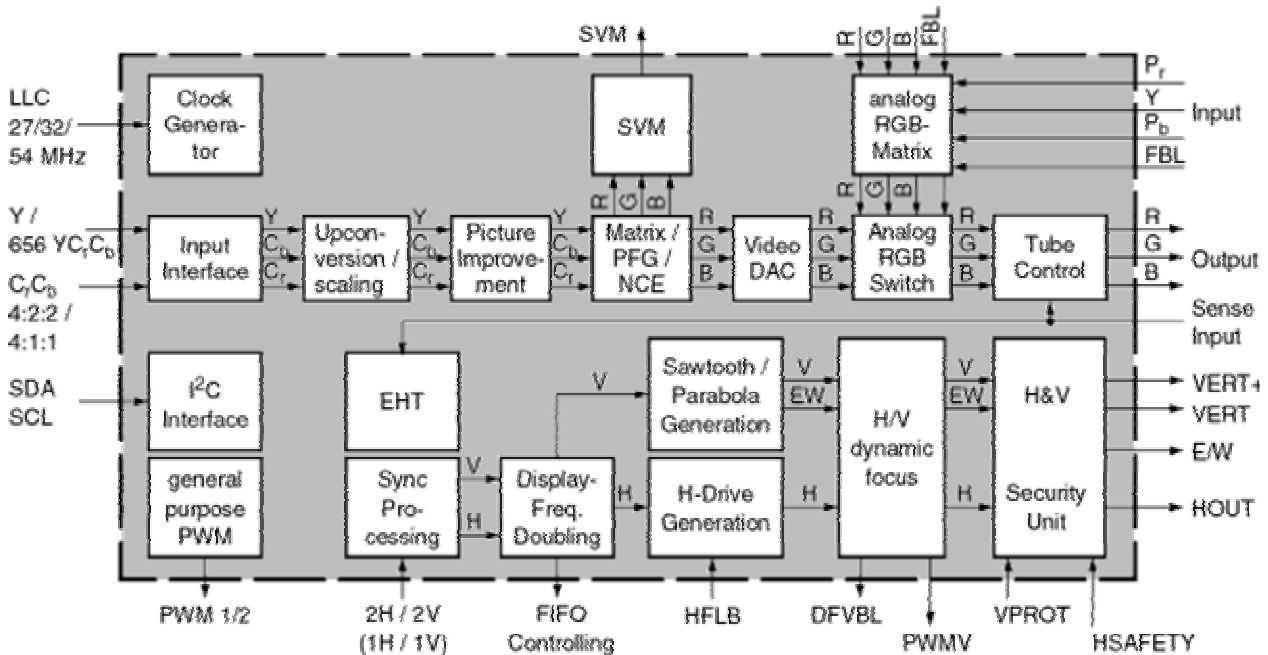 SVM
R G B FBL
LLC
27/32/
54 MHz
Clock
Genera-
tor
SVM
analog
RGB-
Matrix
Pr
Y
Pb
FBL
Input
R G B
R G B
Y /
656 YCrCb
CrCb
4:2:2 /
4:1:1
Input
Interface
Y
Cb
Cr
Upcon-
version /
scaling
Y
Cb
Cr
Picture
Improve-
ment
Y
Cb
Cr
Matrix /
PFG /
NCE
R
G
B
Video
DAC
R
G
B
Analog
RGB
Switch
R
G
B
Tube
Control
R
G
B
Output
Sense
Input
SDA
SCL
I2C
Interface
EHT
V
Sawtooth /
Parabola
Generation
V
EW
H/V
dynamic
focus
V
EW
H&V
Security
Unit
VERT+
VERT
E/W
HOUT
general
purpose
PWM
Sync
Pro-
cessing
V
H
Display-
Freq.
Doubling
H
H-Drive
Generation
H
H
PWM 1/2
2H / 2V
(1H / 1V)
FIFO
Controlling
HFLB
DFVBL
PWMV
VPROT
HSAFETY